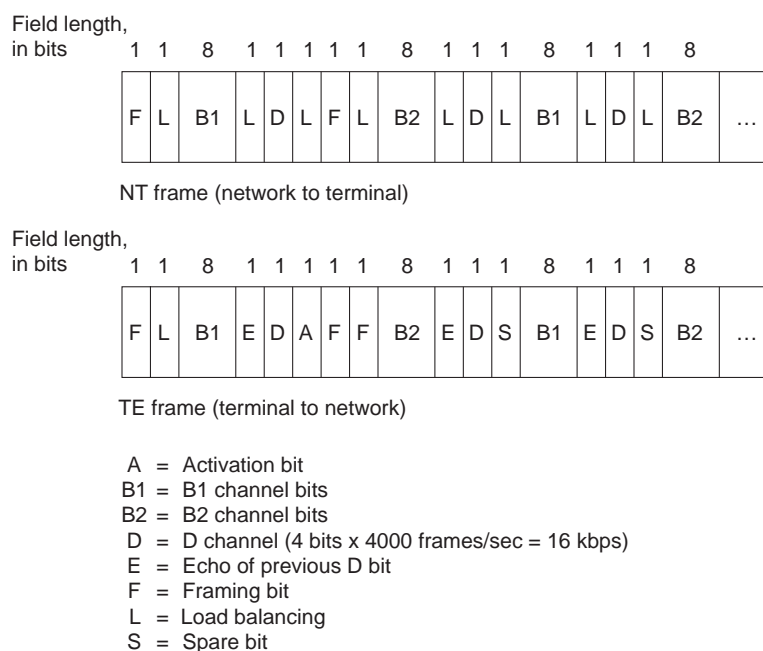 Field length,
in bits 1 1 8 1 1 1 1 1 8 1 1 1 8 1 1 1 8
F L B1 L D L F L B2 L D L B1 L D L B2 ...
NT frame (network to terminal)
Field length,
in bits 1 1 8 1 1 1 1 1 8 1 1 1 8 1 1 1 8
F L B1 E D A F F B2 E D S B1 E D S B2 ...
TE frame (terminal to network)
A = Activation bit
B1 = B1 channel bits
B2 = B2 channel bits
D = D channel (4 bits x 4000 frames/sec = 16 kbps)
E = Echo of previous D bit
F = Framing bit
L = Load balancing
S = Spare bit